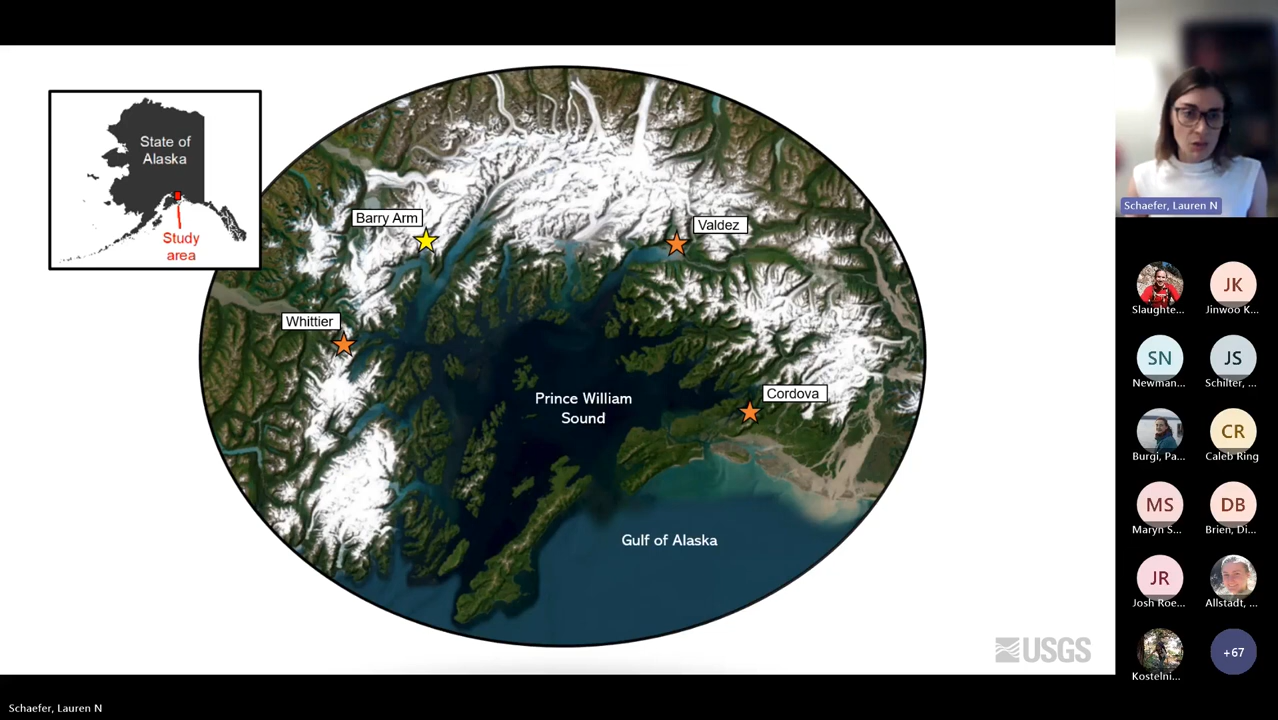 State of
Alaska
Study
area
Barry Arm
Valdez
Whittier
Cordova
Prince William
Sound
Gulf of Alaska
USGS
Schaefer, Lauren N
Slaughte...
JK
Jinwoo K...
SN
Newman...
JS
Schilter, ...
Burgi, Pa...
CR
Caleb Ring
MS
Maryn S...
DB
Brien, Di...
JR
Josh Roe...
Allstadt, ...
Kostelni...
+67
Schaefer, Lauren N